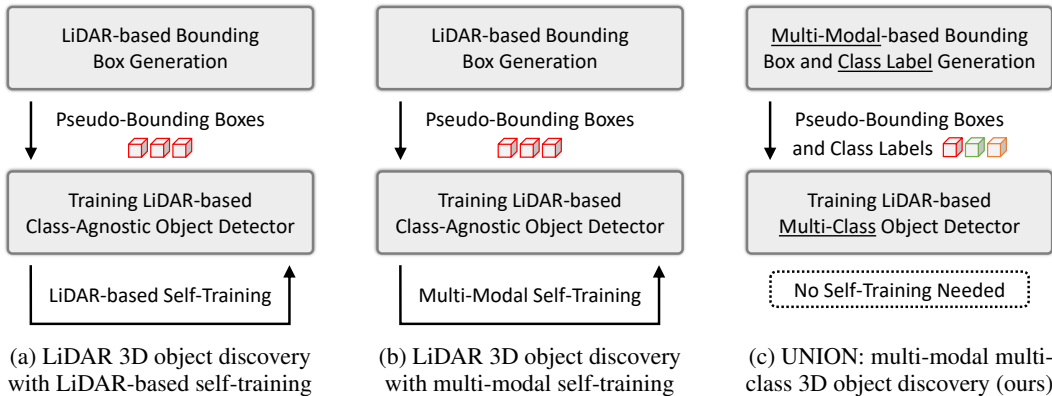 LiDAR-based Bounding
Box Generation
Pseudo-Bounding Boxes
Training LiDAR-based
Class-Agnostic Object Detector
LiDAR-based Self-Training
(a) LiDAR 3D object discovery
with LiDAR-based self-training
LiDAR-based Bounding
Box Generation
Pseudo-Bounding Boxes
Training LiDAR-based
Class-Agnostic Object Detector
Multi-Modal Self-Training
(b) LiDAR 3D object discovery
with multi-modal self-training
Multi-Modal-based Bounding
Box and Class Label Generation
Pseudo-Bounding Boxes
and Class Labels
Training LiDAR-based
Multi-Class Object Detector
No Self-Training Needed
(c) UNION: multi-modal multi-
class 3D object discovery (ours)